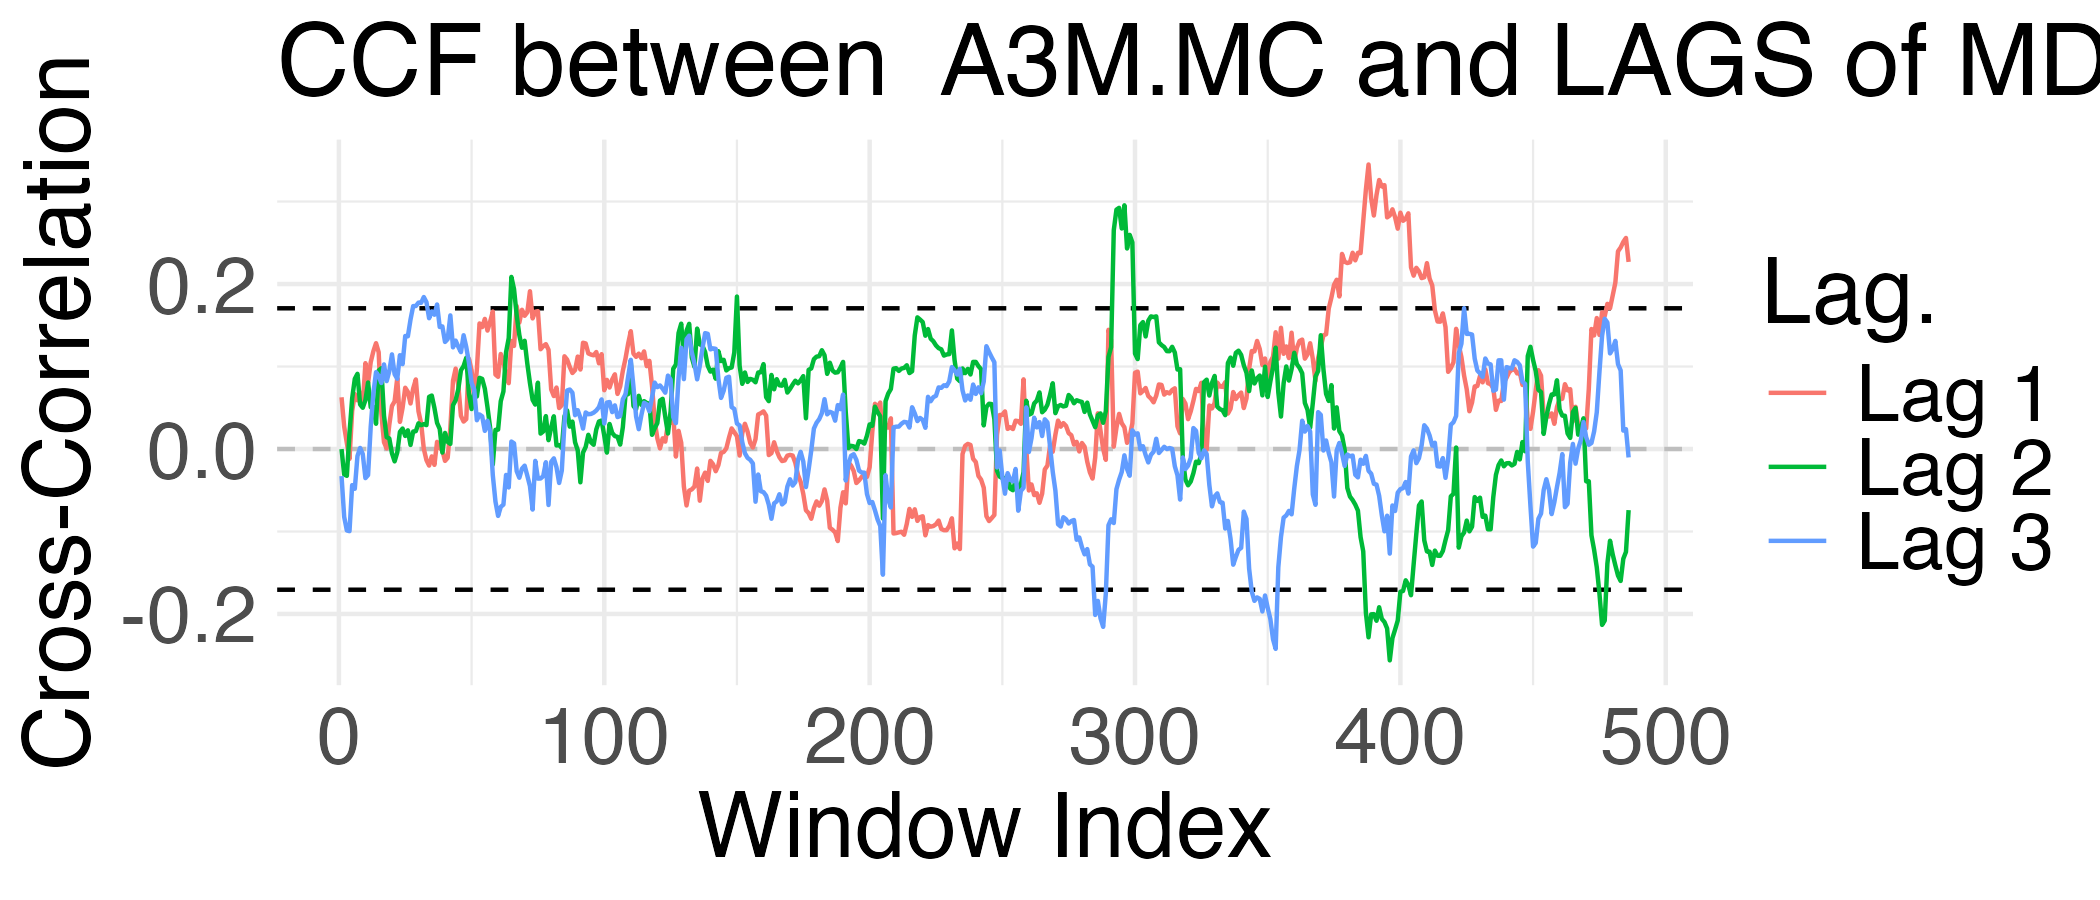 CCF between A3M.MC and LAGS of MD
Cross-Correlation
0.2
0.0
-0.2
0 100 200 300 400 500
Window Index
Lag.
Lag 1
Lag 2
Lag 3